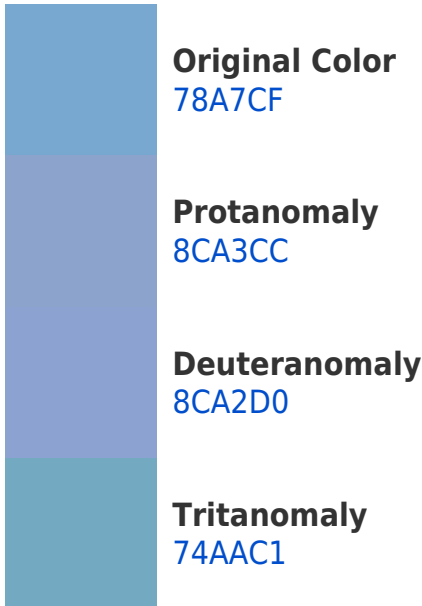 Original Color
78A7CF
Protanomaly
8CA3CC
Deuteranomaly
8CA2D0
Tritanomaly
74AAC1